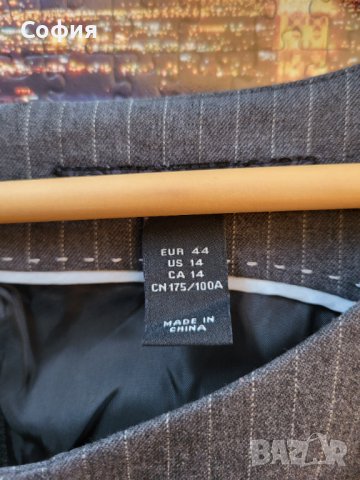 София
EUR 44
US 14
CA 14
CN 175/100A
MADE IN
CHINA
BAZAR